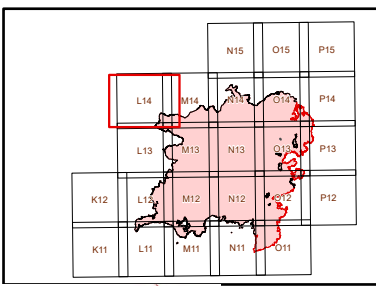 N15 O15 P15
L14 M14 N14 O14 P14
L13 M13 N13 O13 P13
K12 L12 M12 N12 O12 P12
K11 L11 M11 N11 O11